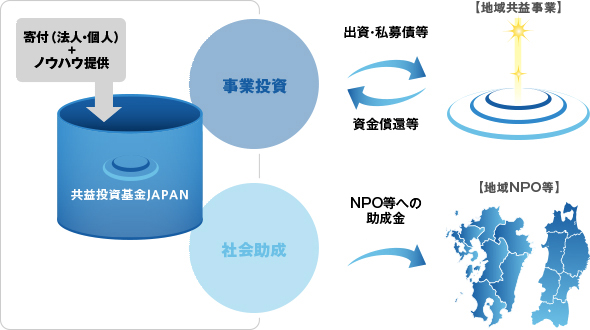 寄付（法人・個人）
+
ノウハウ提供
共益投資基金JAPAN
事業投資
社会助成
出資・私募債等
資金償還等
【地域共益事業】
NPO等への
助成金
【地域NPO等】